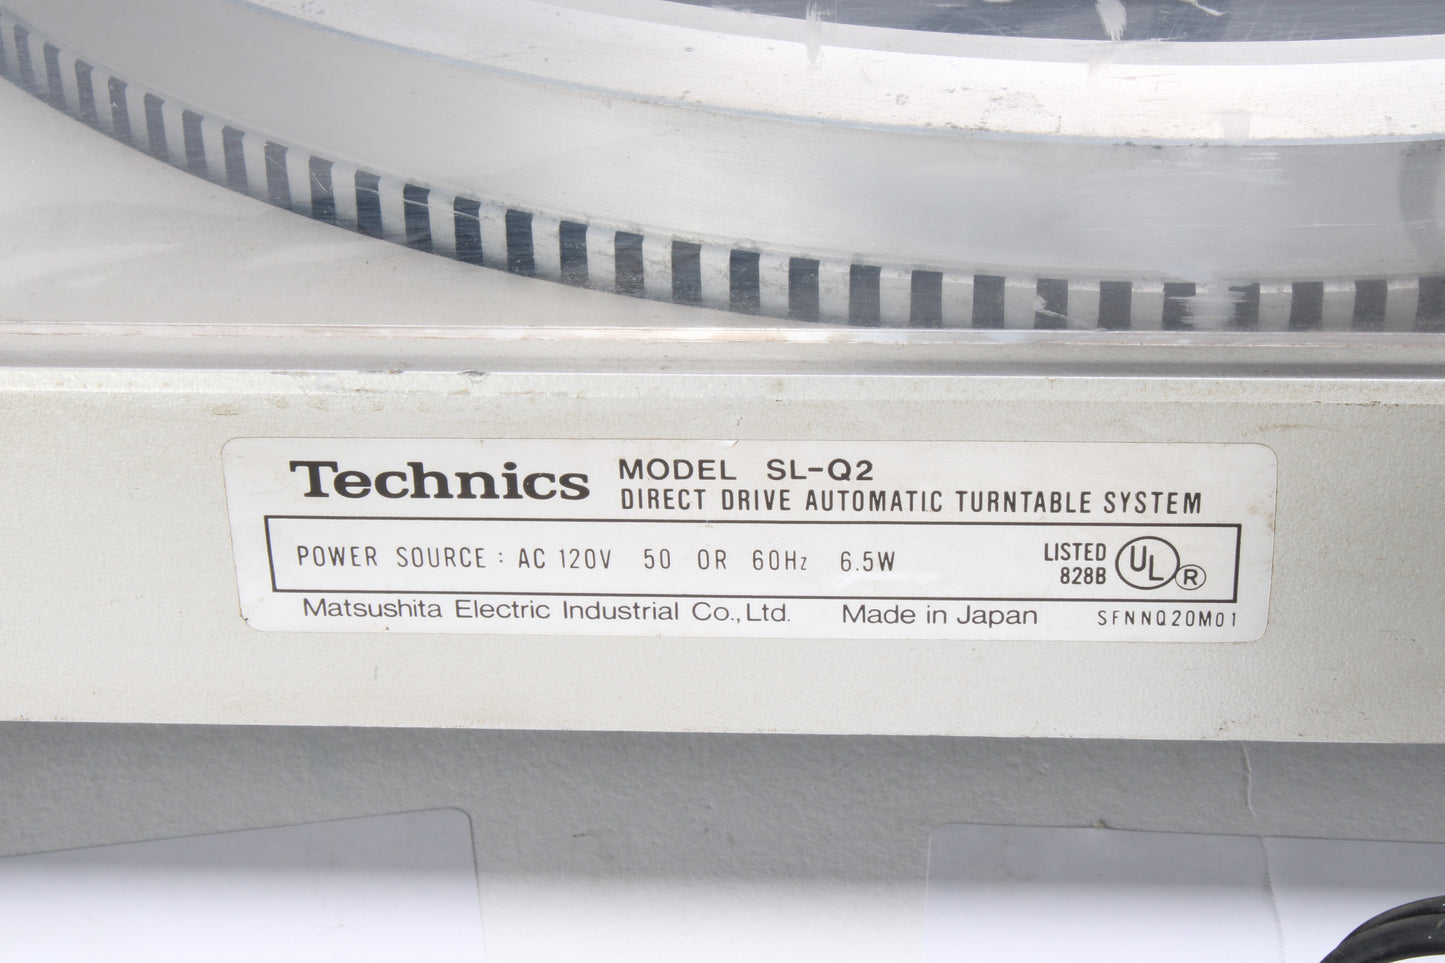 Technics MODEL SL-Q2
DIRECT DRIVE AUTOMATIC TURNTABLE SYSTEM
POWER SOURCE : AC 120V 50 OR 60Hz 6.5W
LISTED
828B
UL
R
Matsushita Electric Industrial Co., Ltd. Made in Japan SFNNQ20M01